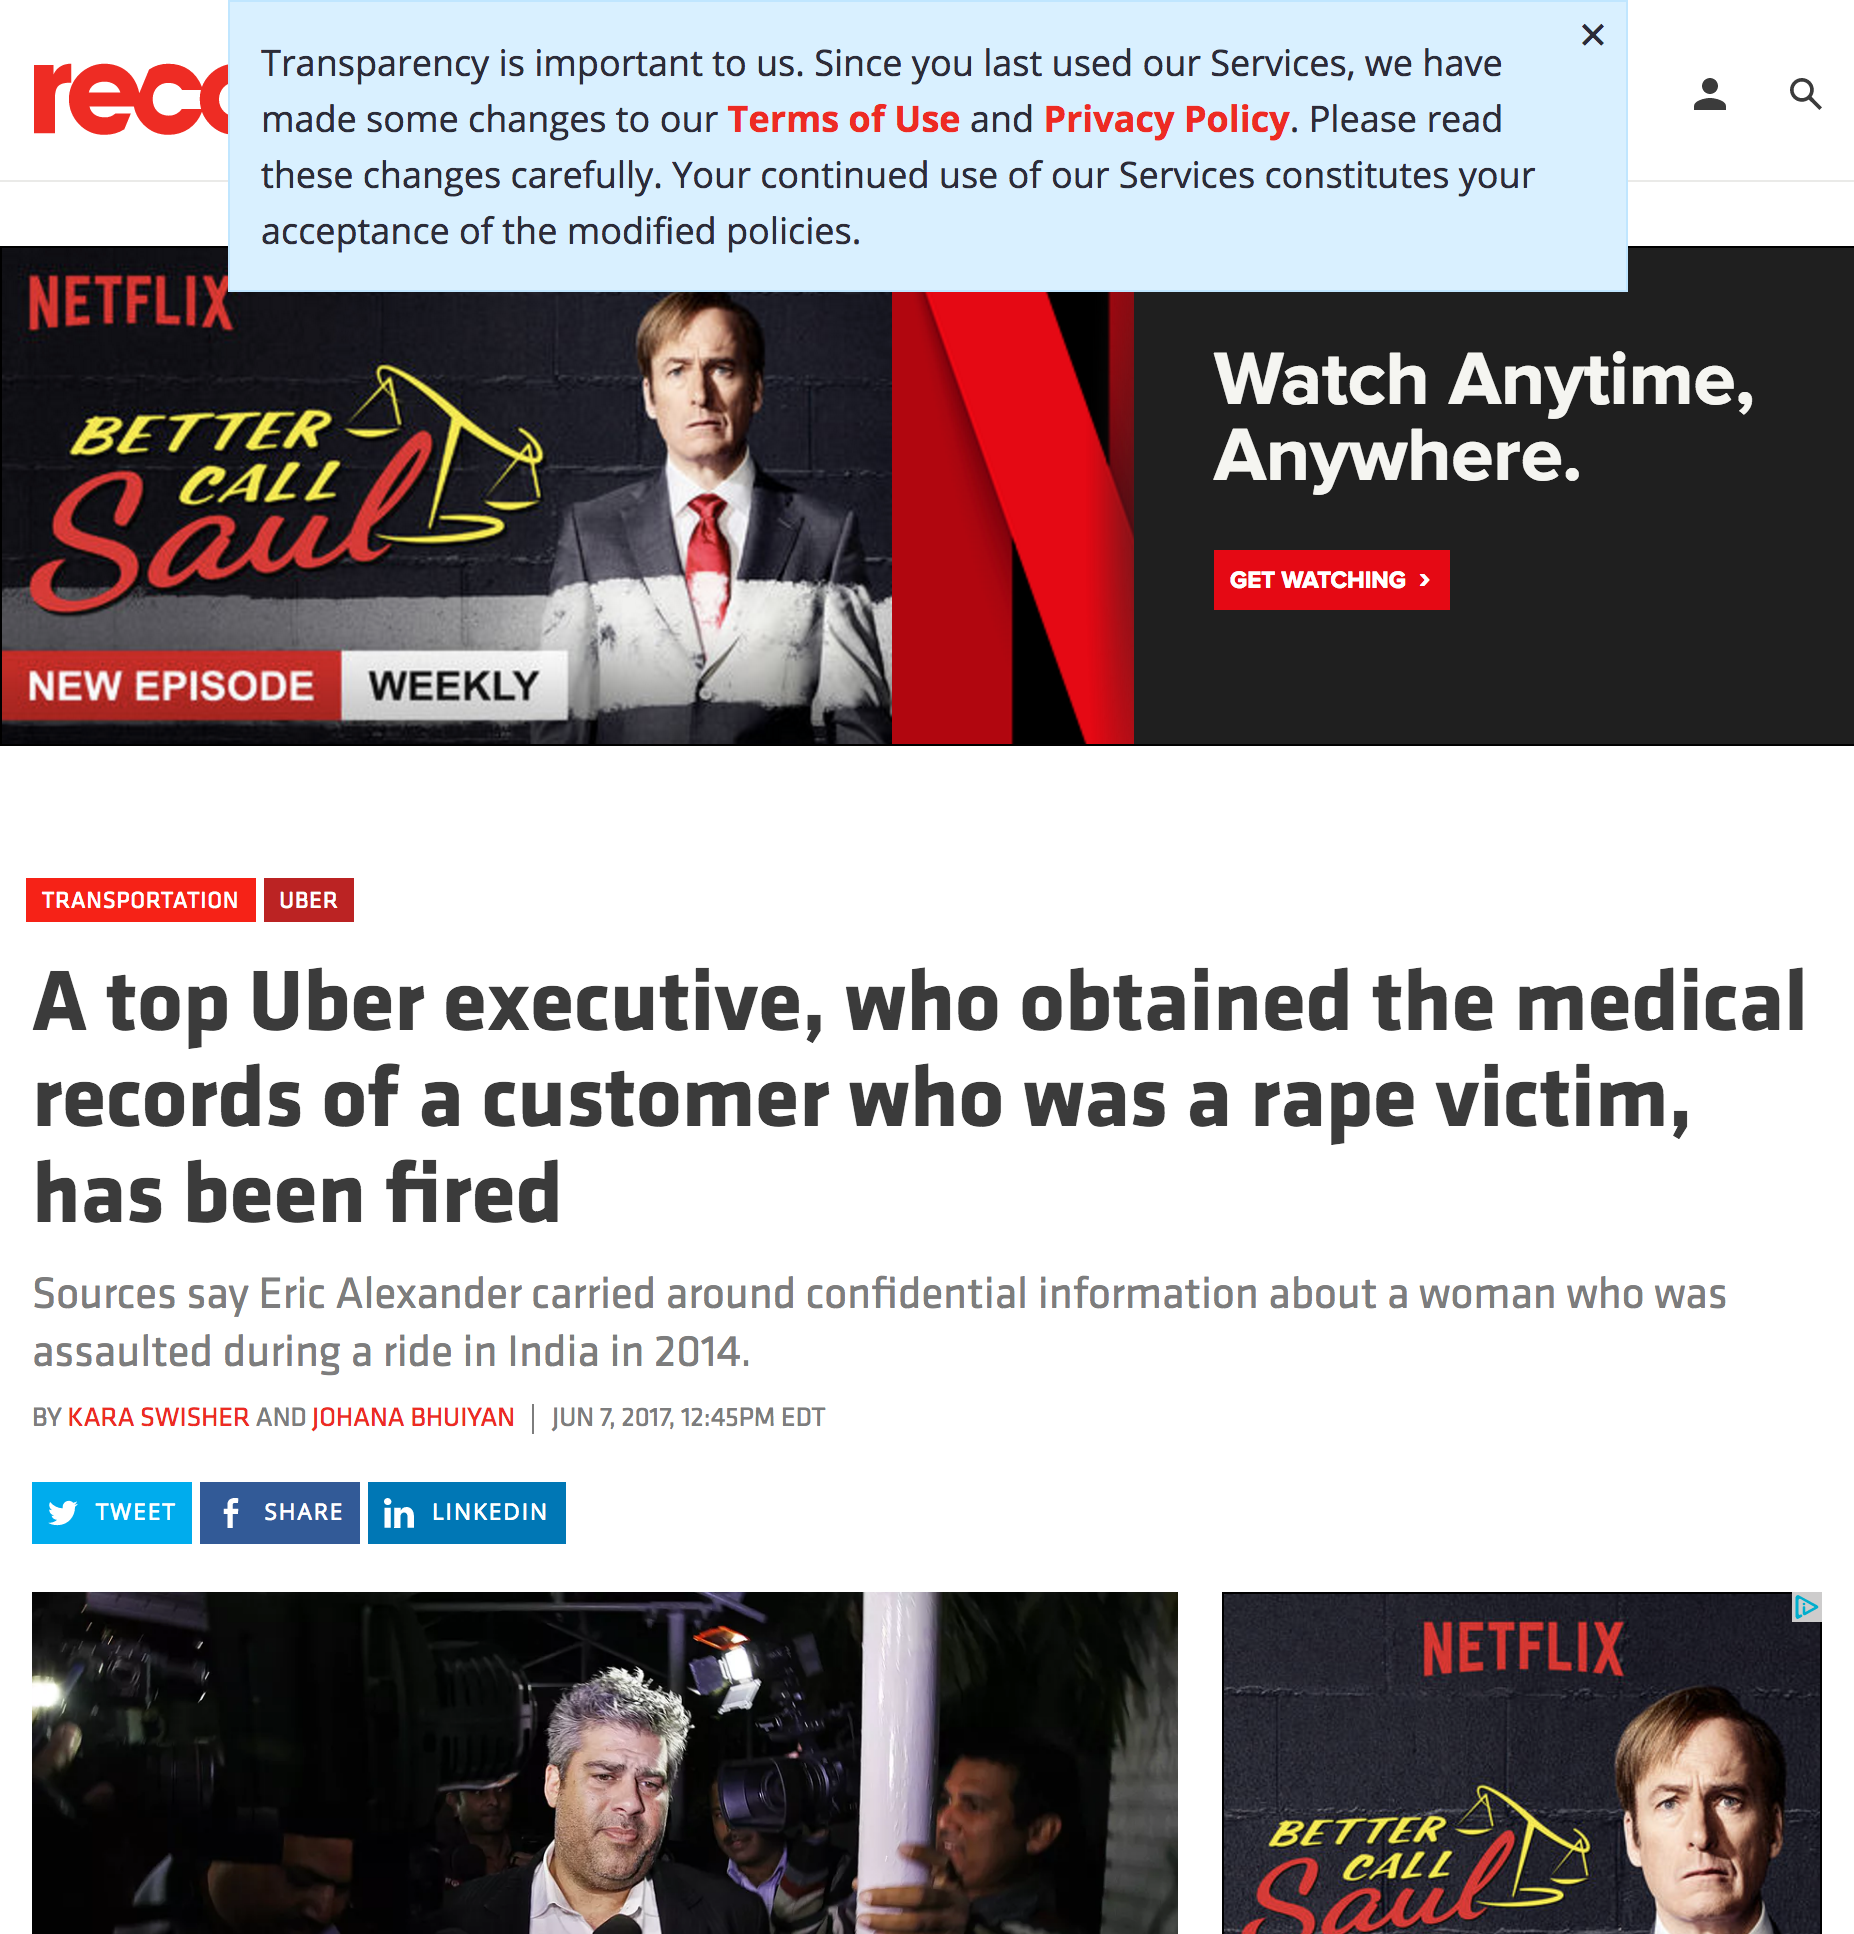 reco
Transparency is important to us. Since you last used our Services, we have
made some changes to our Terms of Use and Privacy Policy. Please read
these changes carefully. Your continued use of our Services constitutes your
acceptance of the modified policies.
NETFLIX
BETTER
CALL
Saul
NEW EPISODE WEEKLY
Watch Anytime,
Anywhere.
GET WATCHING ›
TRANSPORTATION UBER
A top Uber executive, who obtained the medical
records of a customer who was a rape victim,
has been fired
Sources say Eric Alexander carried around confidential information about a woman who was
assaulted during a ride in India in 2014.
BY KARA SWISHER AND JOHANA BHUIYAN | JUN 7, 2017, 12:45PM EDT
TWEET SHARE LINKEDIN
NETFLIX
BETTER
CALL
Saul